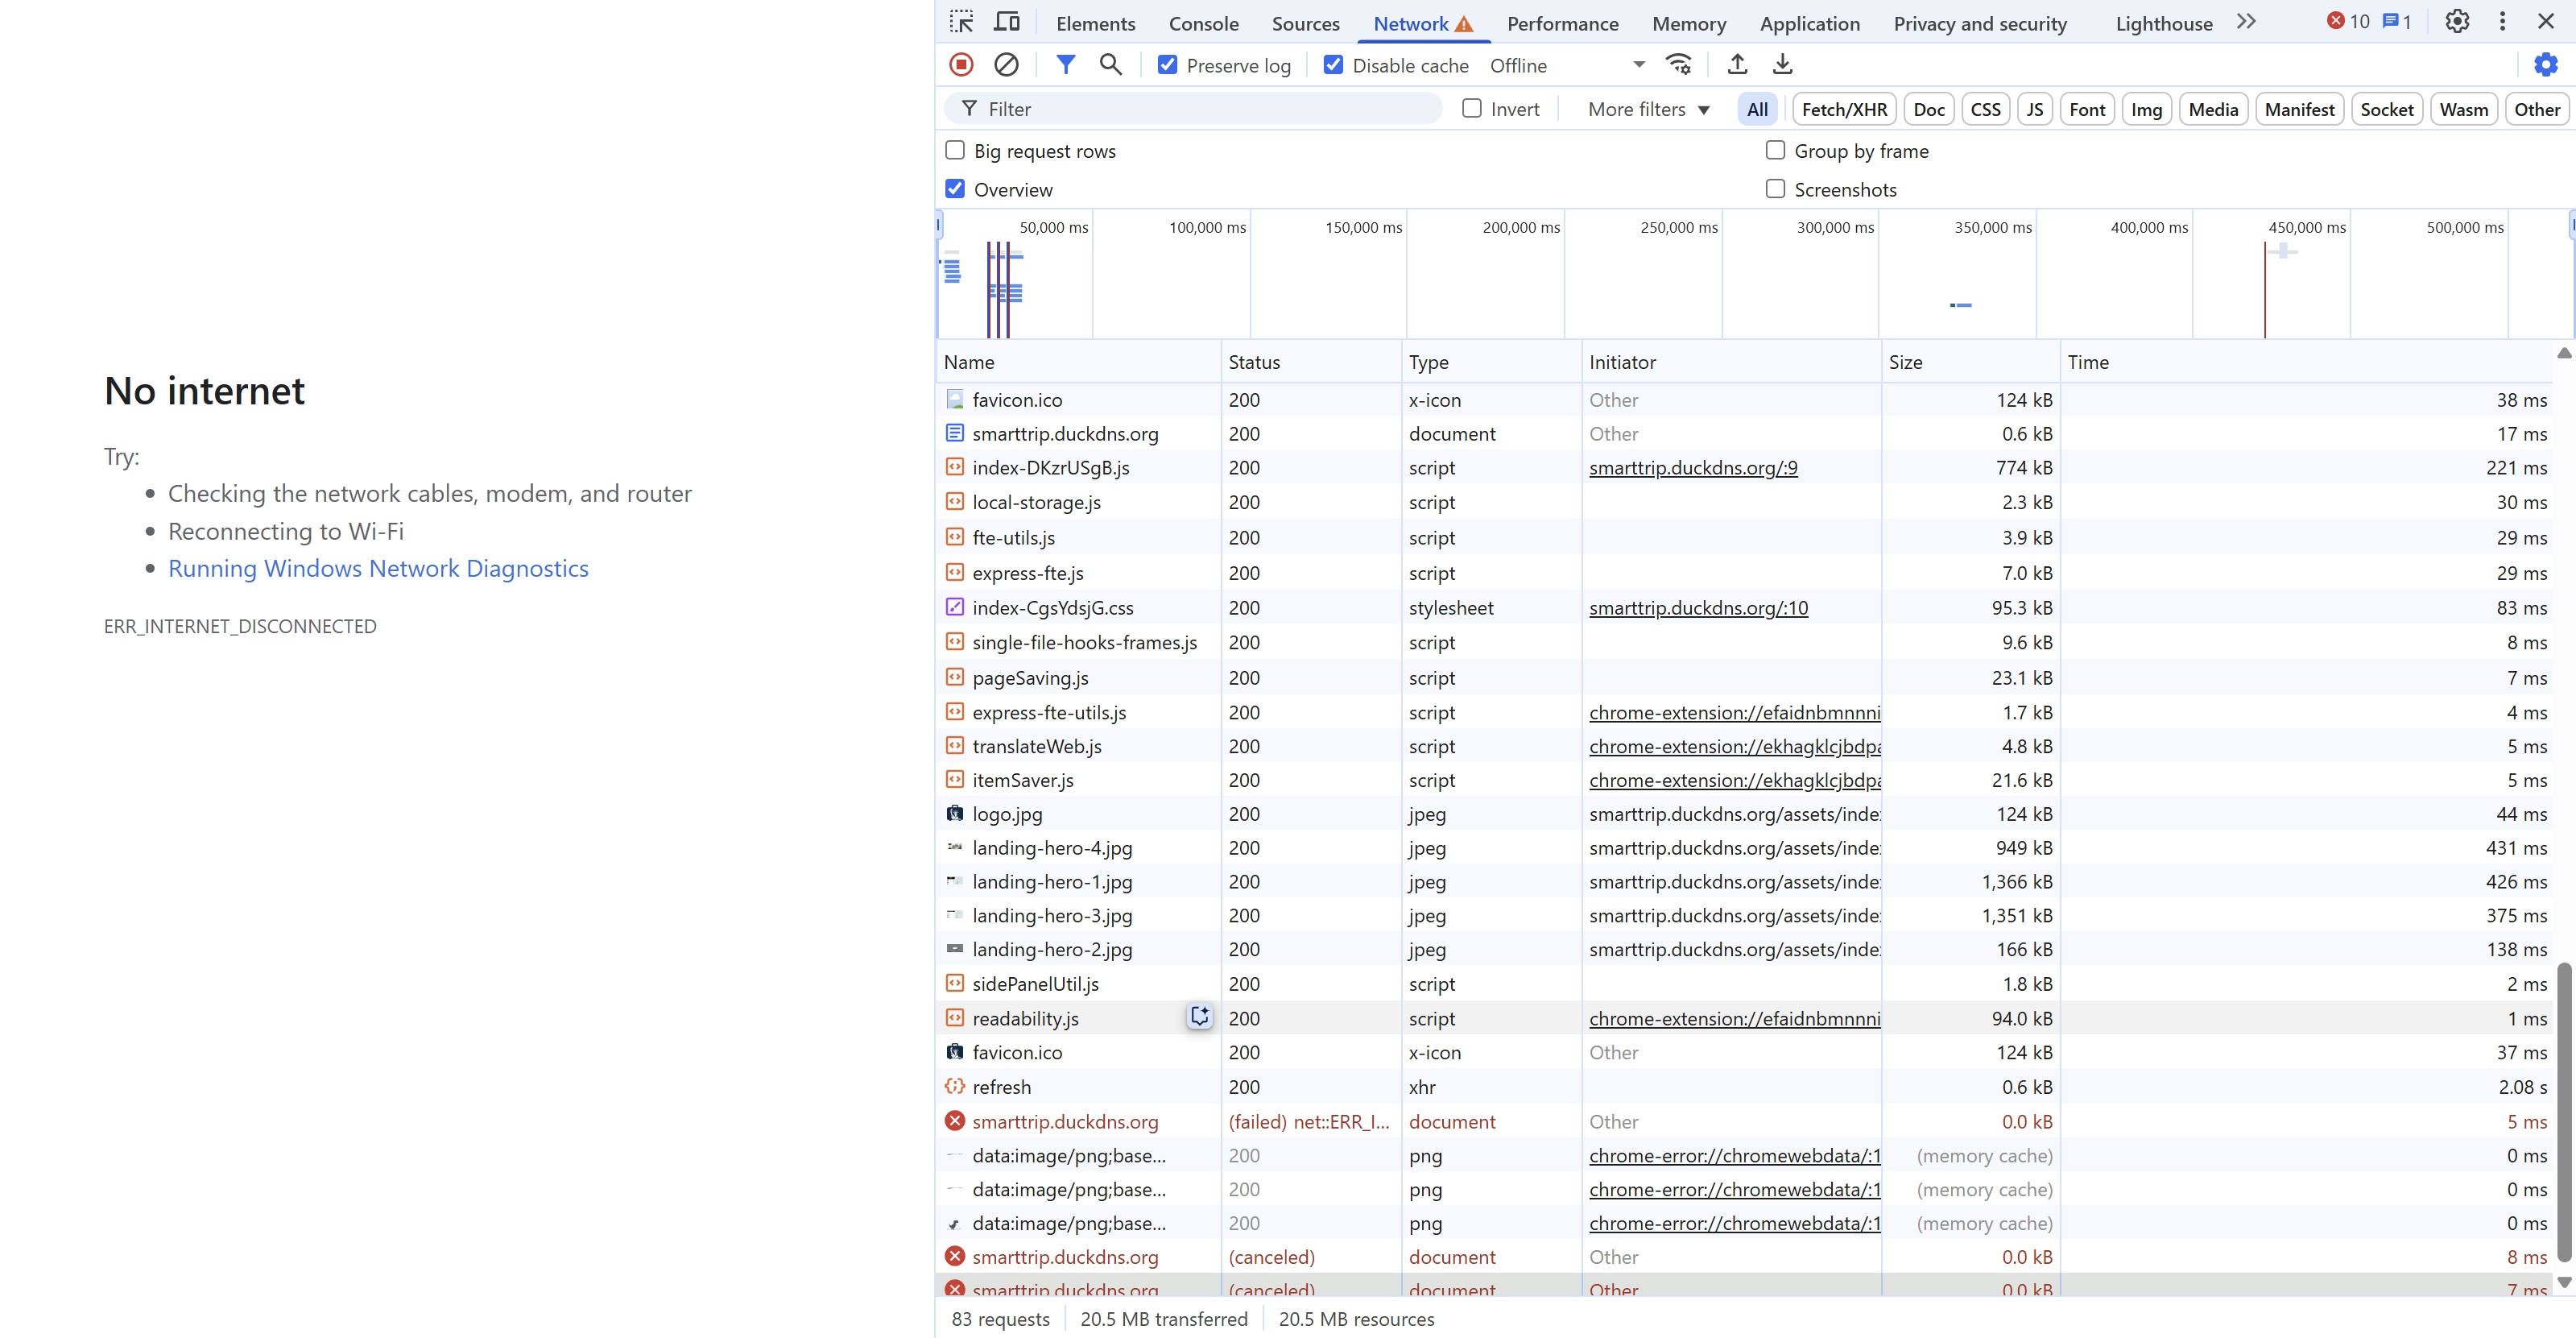 No internet
Try:
Checking the network cables, modem, and router
Reconnecting to Wi-Fi
Running Windows Network Diagnostics
ERR_INTERNET_DISCONNECTED
Elements Console Sources Network Performance Memory Application Privacy and security Lighthouse 10 1
Preserve log Disable cache Offline
Filter Invert More filters All Fetch/XHR Doc CSS JS Font Img Media Manifest Socket Wasm Other
Big request rows Group by frame
Overview Screenshots
50,000 ms 100,000 ms 150,000 ms 200,000 ms 250,000 ms 300,000 ms 350,000 ms 400,000 ms 450,000 ms 500,000 ms
Name Status Type Initiator Size Time
favicon.ico 200 x-icon Other 124 kB 38 ms
smarttrip.duckdns.org 200 document Other 0.6 kB 17 ms
index-DKzrUSgB.js 200 script smarttrip.duckdns.org/:9 774 kB 221 ms
local-storage.js 200 script 2.3 kB 30 ms
fte-utils.js 200 script 3.9 kB 29 ms
express-fte.js 200 script 7.0 kB 29 ms
index-CgsYdsjG.css 200 stylesheet smarttrip.duckdns.org/:10 95.3 kB 83 ms
single-file-hooks-frames.js 200 script 9.6 kB 8 ms
pageSaving.js 200 script 23.1 kB 7 ms
express-fte-utils.js 200 script chrome-extension://efaidnbmnnni 1.7 kB 4 ms
translateWeb.js 200 script chrome-extension://ekhagklcjbdpa 4.8 kB 5 ms
itemSaver.js 200 script chrome-extension://ekhagklcjbdpa 21.6 kB 5 ms
logo.jpg 200 jpeg smarttrip.duckdns.org/assets/inde 124 kB 44 ms
landing-hero-4.jpg 200 jpeg smarttrip.duckdns.org/assets/inde 949 kB 431 ms
landing-hero-1.jpg 200 jpeg smarttrip.duckdns.org/assets/inde 1,366 kB 426 ms
landing-hero-3.jpg 200 jpeg smarttrip.duckdns.org/assets/inde 1,351 kB 375 ms
landing-hero-2.jpg 200 jpeg smarttrip.duckdns.org/assets/inde 166 kB 138 ms
sidePanelUtil.js 200 script 1.8 kB 2 ms
readability.js 200 script chrome-extension://efaidnbmnnni 94.0 kB 1 ms
favicon.ico 200 x-icon Other 124 kB 37 ms
refresh 200 xhr 0.6 kB 2.08 s
smarttrip.duckdns.org (failed) net::ERR_I... document Other 0.0 kB 5 ms
data:image/png;base... 200 png chrome-error://chromewebdata/:1 (memory cache) 0 ms
data:image/png;base... 200 png chrome-error://chromewebdata/:1 (memory cache) 0 ms
data:image/png;base... 200 png chrome-error://chromewebdata/:1 (memory cache) 0 ms
smarttrip.duckdns.org (canceled) document Other 0.0 kB 8 ms
smarttrip.duckdns.org (canceled) document Other 0.0 kB 7 ms
83 requests 20.5 MB transferred 20.5 MB resources